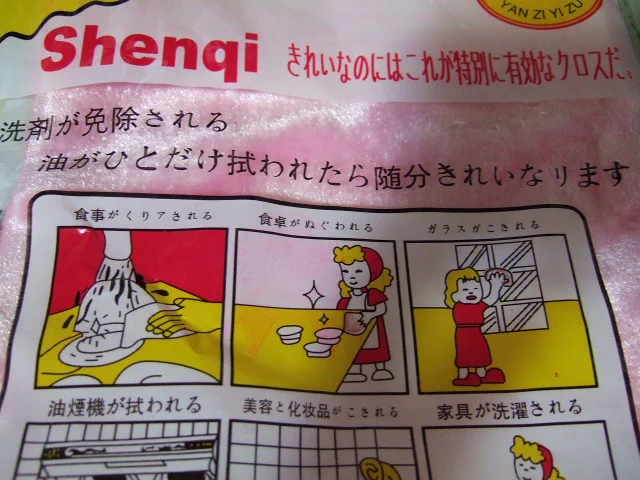 YAN ZI YI ZU
Shenqi
きれいなのにはこれが特別に有効なクロスだ。
洗剤が免除される
油がひとだけ拭われたら随分きれいなリます
食事がくリアされる
食卓がぬぐわれる
ガラスがこきれる
油煙機が拭われる
美容と化妆品がこきれる
家具が洗濯される